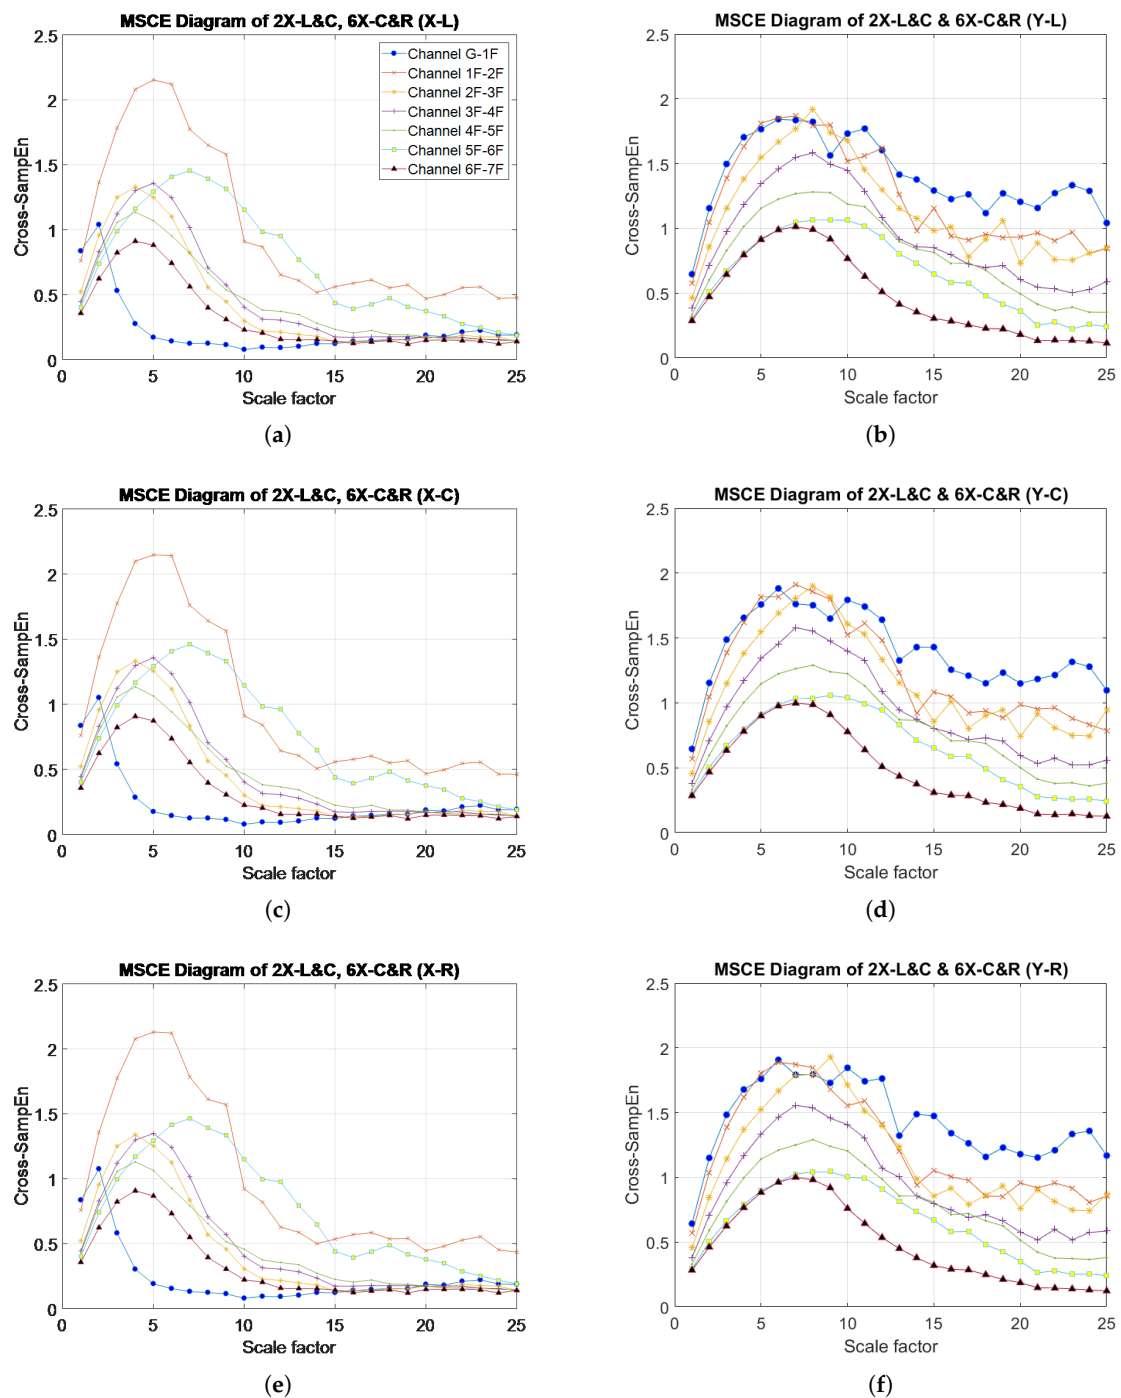 MSCE Diagram of 2X-L&C, 6X-C&R (X-L)
2.5
2
1.5
1
0.5
0
Cross-SampEn
Channel G-1F
Channel 1F-2F
Channel 2F-3F
Channel 3F-4F
Channel 4F-5F
Channel 5F-6F
Channel 6F-7F
0 5 10 15 20 25
Scale factor
(a)
MSCE Diagram of 2X-L&C & 6X-C&R (Y-L)
2.5
2
1.5
1
0.5
0
Cross-SampEn
0 5 10 15 20 25
Scale factor
(b)
MSCE Diagram of 2X-L&C, 6X-C&R (X-C)
2.5
2
1.5
1
0.5
0
Cross-SampEn
0 5 10 15 20 25
Scale factor
(c)
MSCE Diagram of 2X-L&C & 6X-C&R (Y-C)
2.5
2
1.5
1
0.5
0
Cross-SampEn
0 5 10 15 20 25
Scale factor
(d)
MSCE Diagram of 2X-L&C, 6X-C&R (X-R)
2.5
2
1.5
1
0.5
0
Cross-SampEn
0 5 10 15 20 25
Scale factor
(e)
MSCE Diagram of 2X-L&C & 6X-C&R (Y-R)
2.5
2
1.5
1
0.5
0
Cross-SampEn
0 5 10 15 20 25
Scale factor
(f)